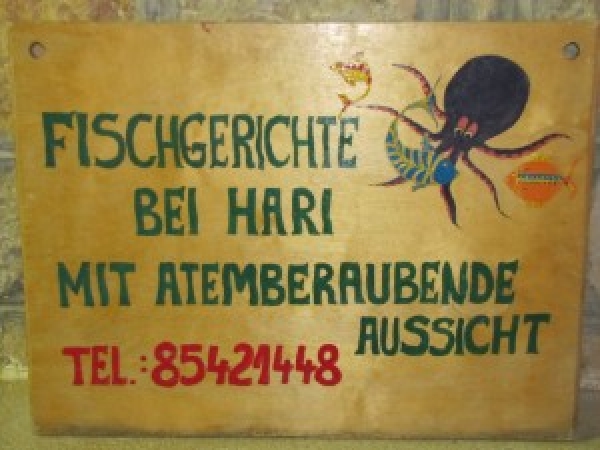 FISCHGERICHTE
BEI HARI
MIT ATEMBERAUBENDE
AUSSICHT
TEL.: 85421448